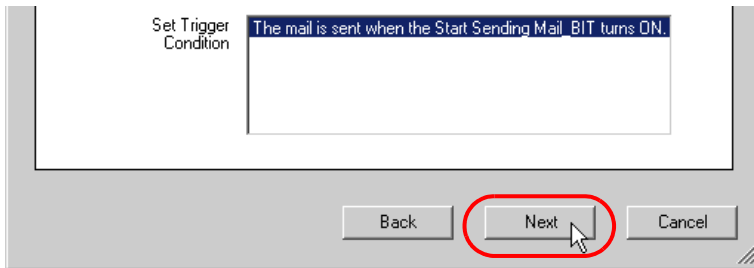 Set Trigger
Condition
The mail is sent when the Start Sending Mail_BIT turns ON.
Back
Next
Cancel